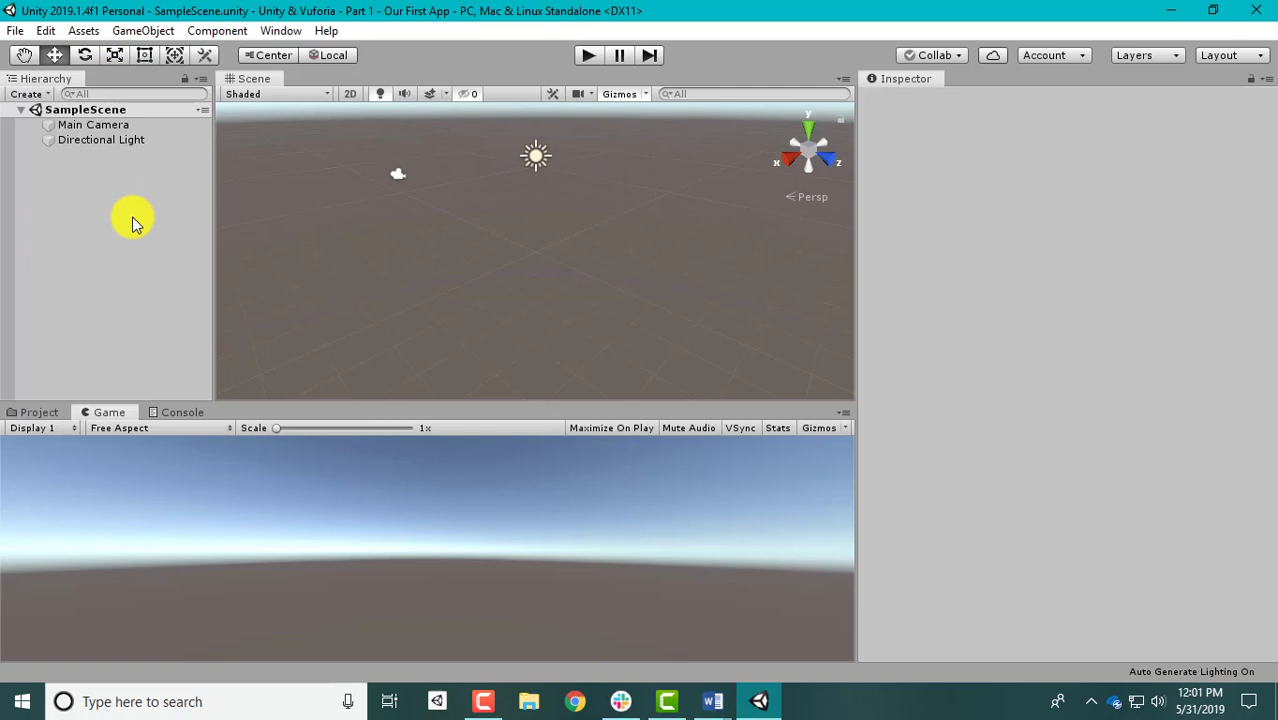 Unity 2019.1.4f1 Personal - SampleScene.unity - Unity & Vuforia - Part 1 - Our First App - PC, Mac & Linux Standalone <DX11>
File Edit Assets GameObject Component Window Help
Center Local Collab Account Layers Layout
Hierarchy Scene Inspector
Create All Shaded 2D 0 Gizmos All
SampleScene
Main Camera
Directional Light
y
x z
Persp
Project Game Console
Display 1 Free Aspect Scale 1x Maximize On Play Mute Audio VSync Stats Gizmos
Auto Generate Lighting On
Type here to search
12:01 PM
5/31/2019